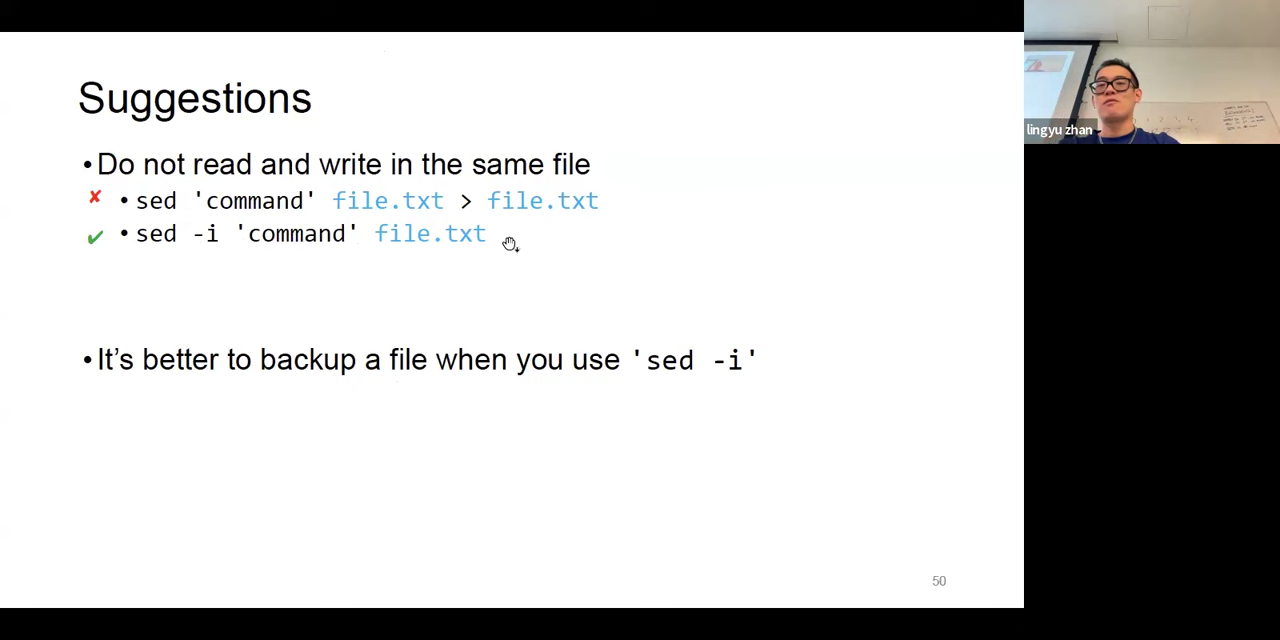 Suggestions
•Do not read and write in the same file
✘ • sed 'command' file.txt > file.txt
✔ • sed -i 'command' file.txt
•It’s better to backup a file when you use 'sed -i'
50
lingyu zhan